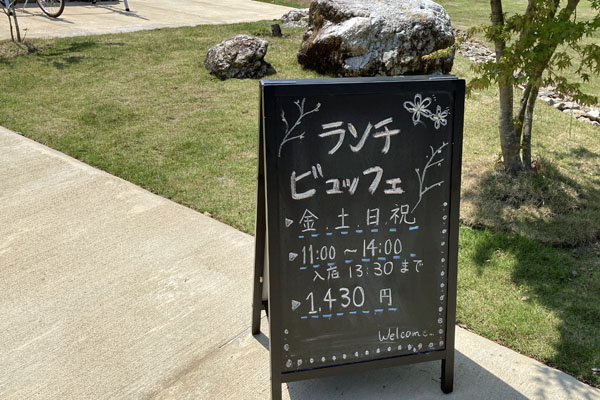 ランチ
ビュッフェ
金.土.日.祝
11:00〜14:00
入店 13:30 まで
1,430 円
Welcome